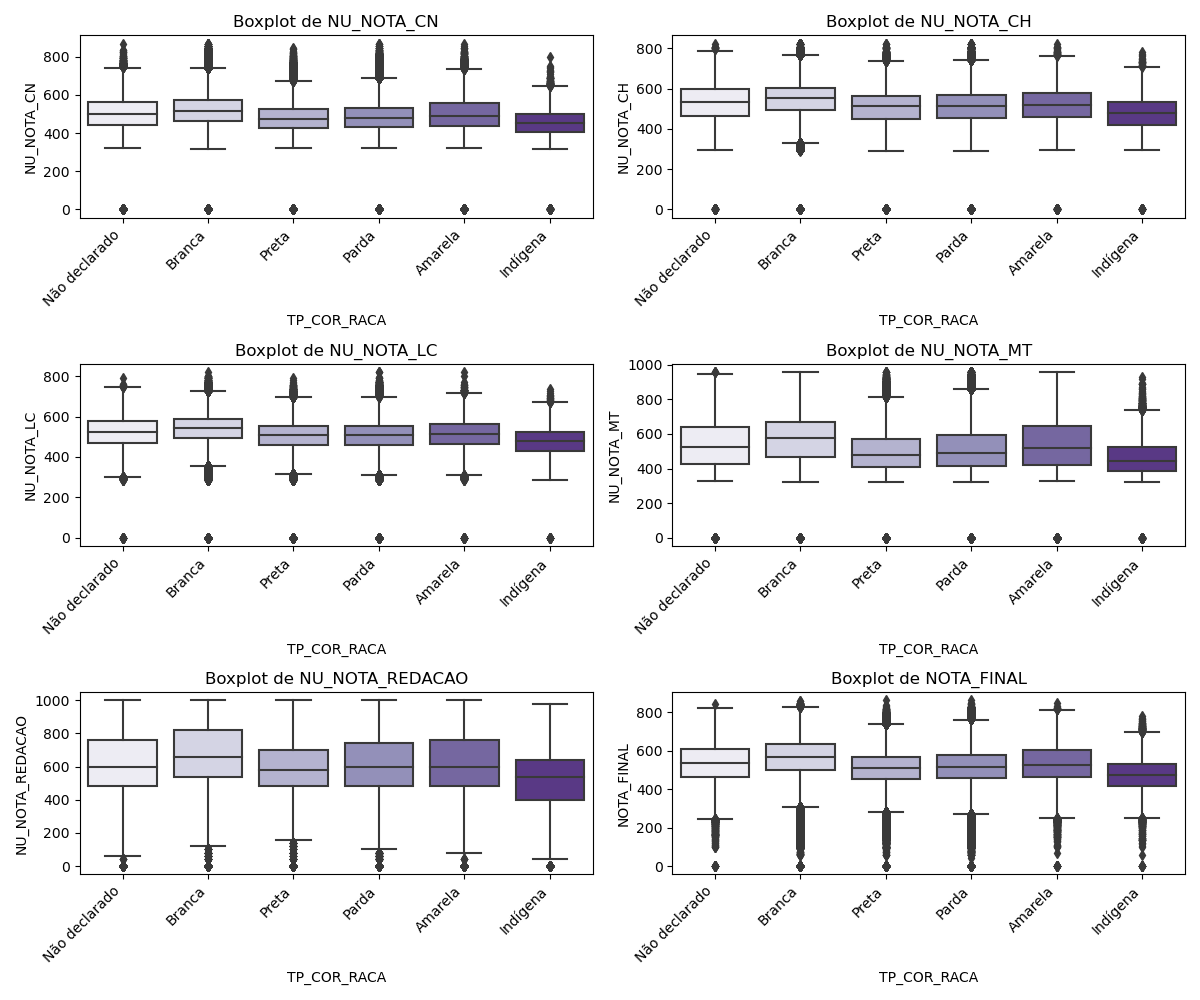 Boxplot de NU_NOTA_CN
NU_NOTA_CN
800
600
400
200
0
Não declarado
Branca
Preta
Parda
Amarela
Indígena
TP_COR_RACA
Boxplot de NU_NOTA_CH
NU_NOTA_CH
800
600
400
200
0
Não declarado
Branca
Preta
Parda
Amarela
Indígena
TP_COR_RACA
Boxplot de NU_NOTA_LC
NU_NOTA_LC
800
600
400
200
0
Não declarado
Branca
Preta
Parda
Amarela
Indígena
TP_COR_RACA
Boxplot de NU_NOTA_MT
NU_NOTA_MT
1000
800
600
400
200
0
Não declarado
Branca
Preta
Parda
Amarela
Indígena
TP_COR_RACA
Boxplot de NU_NOTA_REDACAO
NU_NOTA_REDACAO
1000
800
600
400
200
0
Não declarado
Branca
Preta
Parda
Amarela
Indígena
TP_COR_RACA
Boxplot de NOTA_FINAL
NOTA_FINAL
800
600
400
200
0
Não declarado
Branca
Preta
Parda
Amarela
Indígena
TP_COR_RACA